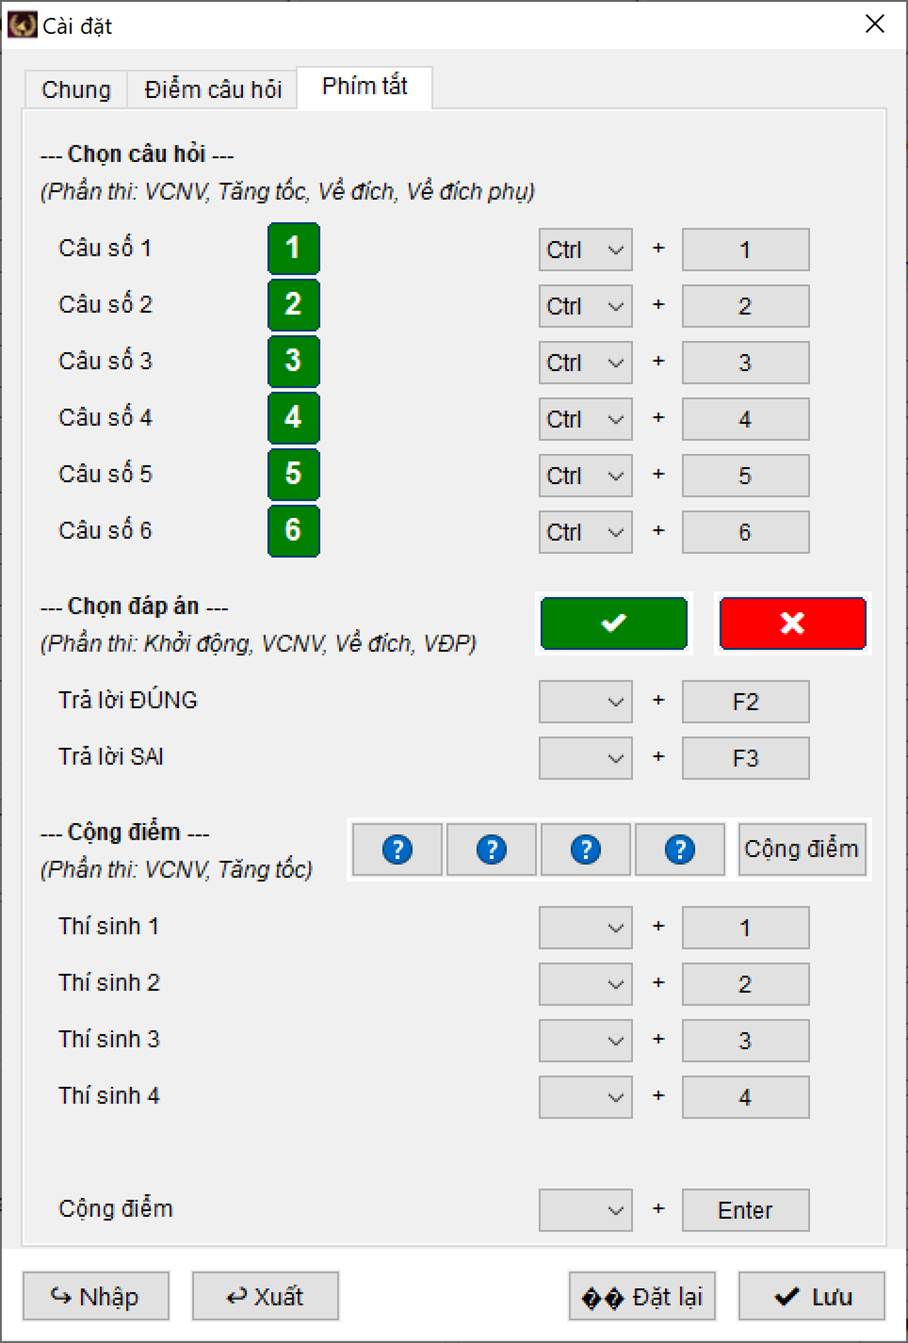 Cài đặt
Chung Điểm câu hỏi Phím tắt
--- Chọn câu hỏi ---
(Phần thi: VCNV, Tăng tốc, Về đích, Về đích phụ)
Câu số 1 1 Ctrl + 1
Câu số 2 2 Ctrl + 2
Câu số 3 3 Ctrl + 3
Câu số 4 4 Ctrl + 4
Câu số 5 5 Ctrl + 5
Câu số 6 6 Ctrl + 6
--- Chọn đáp án ---
(Phần thi: Khởi động, VCNV, Về đích, VĐP)
Trả lời ĐÚNG + F2
Trả lời SAI + F3
--- Cộng điểm --- ? ? ? ? Cộng điểm
(Phần thi: VCNV, Tăng tốc)
Thí sinh 1 + 1
Thí sinh 2 + 2
Thí sinh 3 + 3
Thí sinh 4 + 4
Cộng điểm + Enter
↪ Nhập ↩ Xuất �� Đặt lại ✔ Lưu